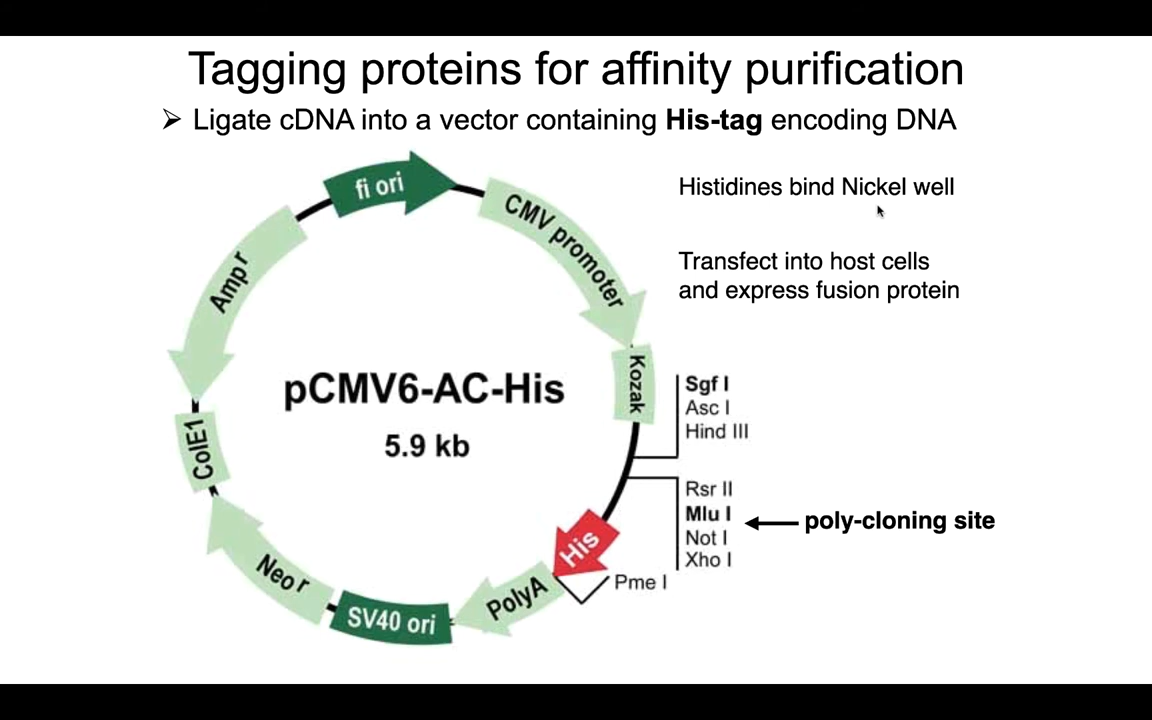 Tagging proteins for affinity purification
➢ Ligate cDNA into a vector containing His-tag encoding DNA
fi ori
CMV promoter
Histidines bind Nickel well
Transfect into host cells
and express fusion protein
Amp r
Kozak
pCMV6-AC-His
5.9 kb
Sgf I
Asc I
Hind III
Rsr II
Mlu I
Not I
Xho I
poly-cloning site
ColE1
His
Pme I
PolyA
Neo r
SV40 ori